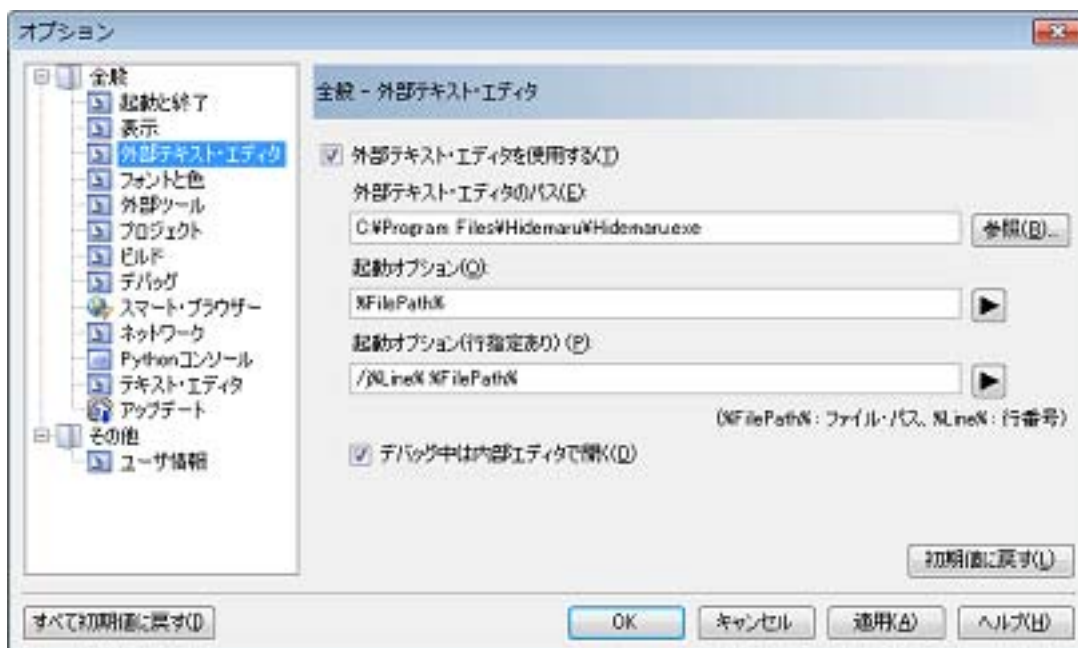 オプション
全般
起動と終了
表示
外部テキスト・エディタ
フォントと色
外部ツール
プロジェクト
ビルド
デバッグ
スマート・ブラウザー
ネットワーク
Pythonコンソール
テキスト・エディタ
アップデート
その他
ユーザ情報
全般 - 外部テキスト・エディタ
外部テキスト・エディタを使用する(T)
外部テキスト・エディタのパス(E):
C:¥Program Files¥Hidemaru¥Hidemaru.exe
参照(R)...
起動オプション(O):
%FilePath%
起動オプション(行指定あり) (P):
/j%Line% %FilePath%
(%FilePath% : ファイル・パス、%Line% : 行番号)
デバッグ中は内部エディタで開く(D)
初期値に戻す(L)
すべて初期値に戻す(I)
OK
キャンセル
適用(A)
ヘルプ(H)